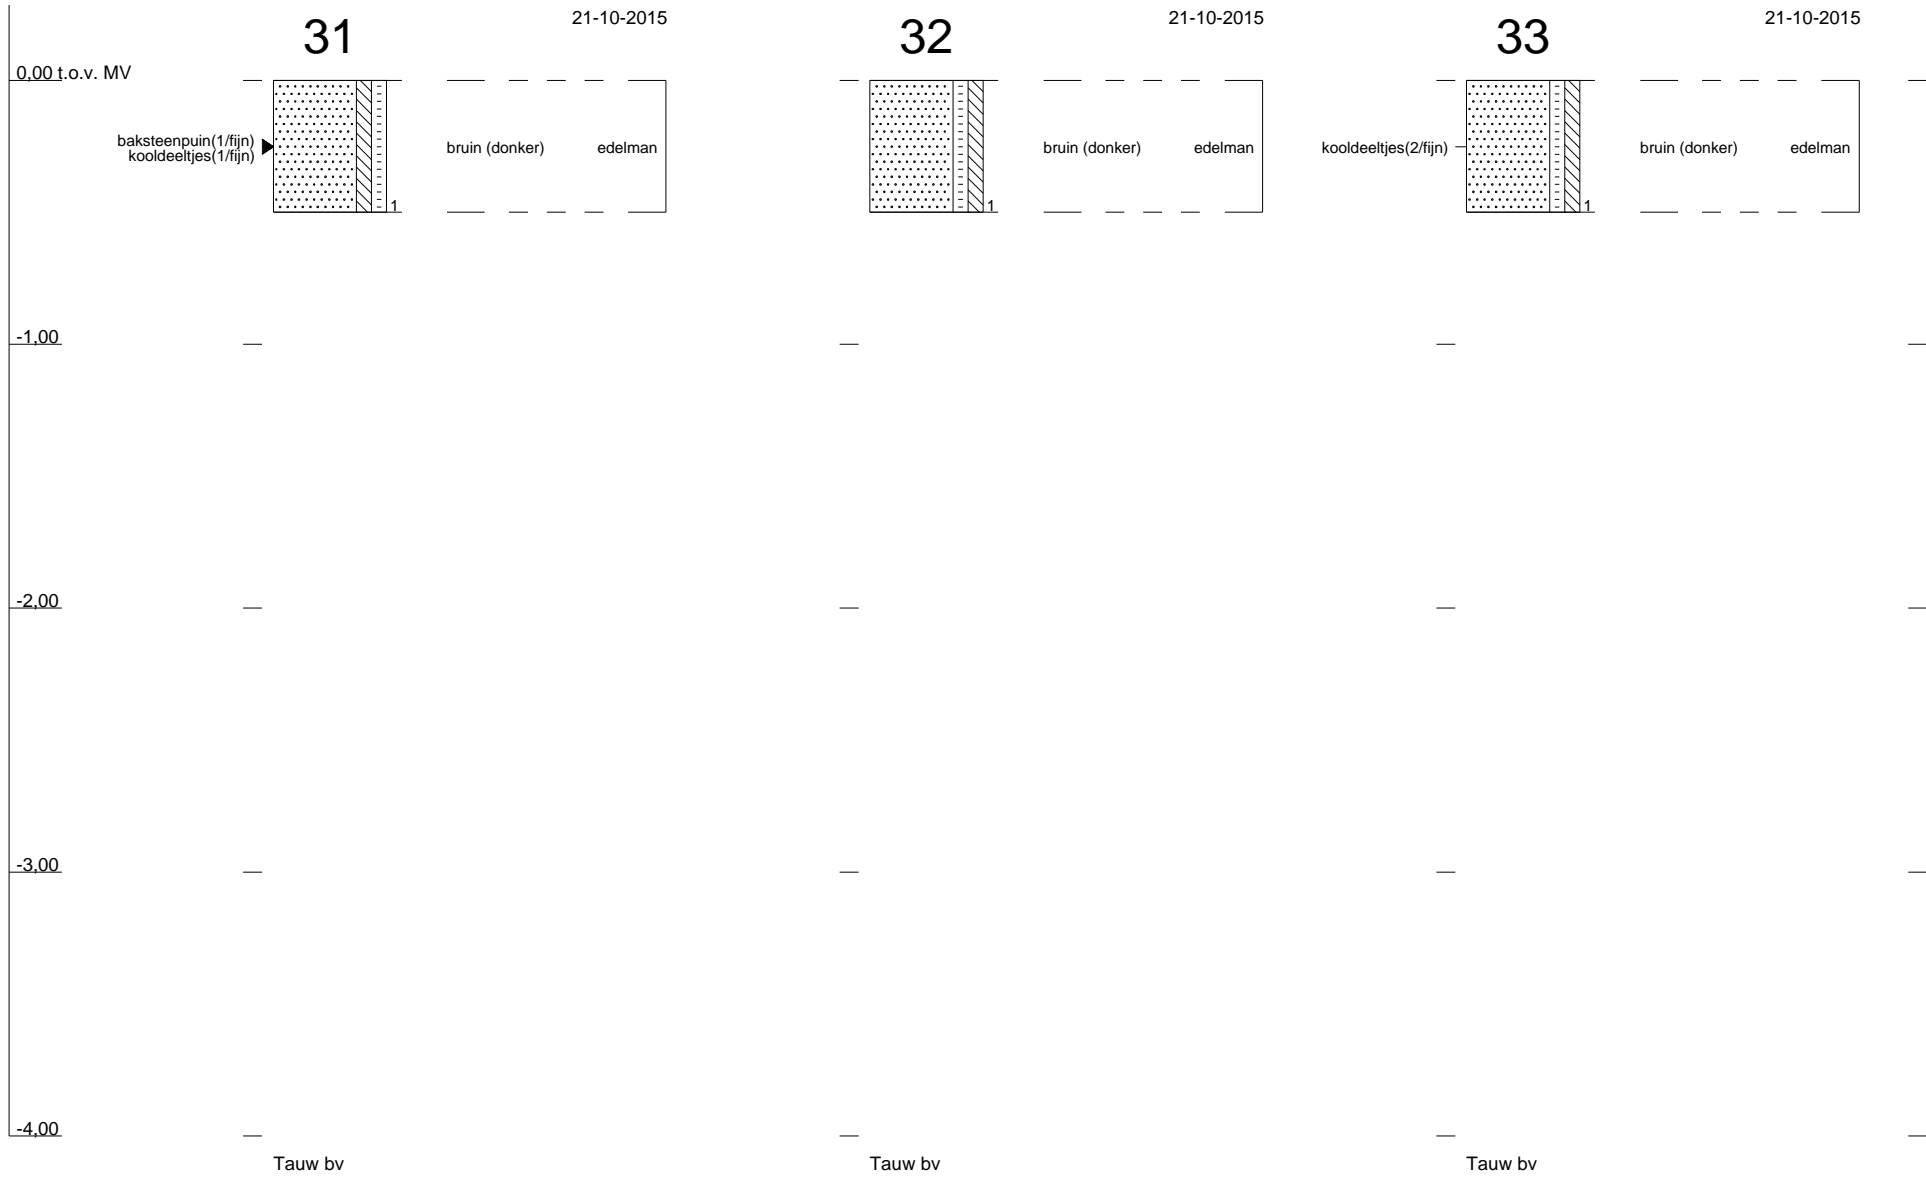 31
21-10-2015
32
21-10-2015
33
21-10-2015
0,00 t.o.v. MV
baksteenpuin(1/fijn)
kooldeeltjes(1/fijn)
bruin (donker)
edelman
1
bruin (donker)
edelman
1
kooldeeltjes(2/fijn)
bruin (donker)
edelman
1
-1,00
-2,00
-3,00
-4,00
Tauw bv
Tauw bv
Tauw bv